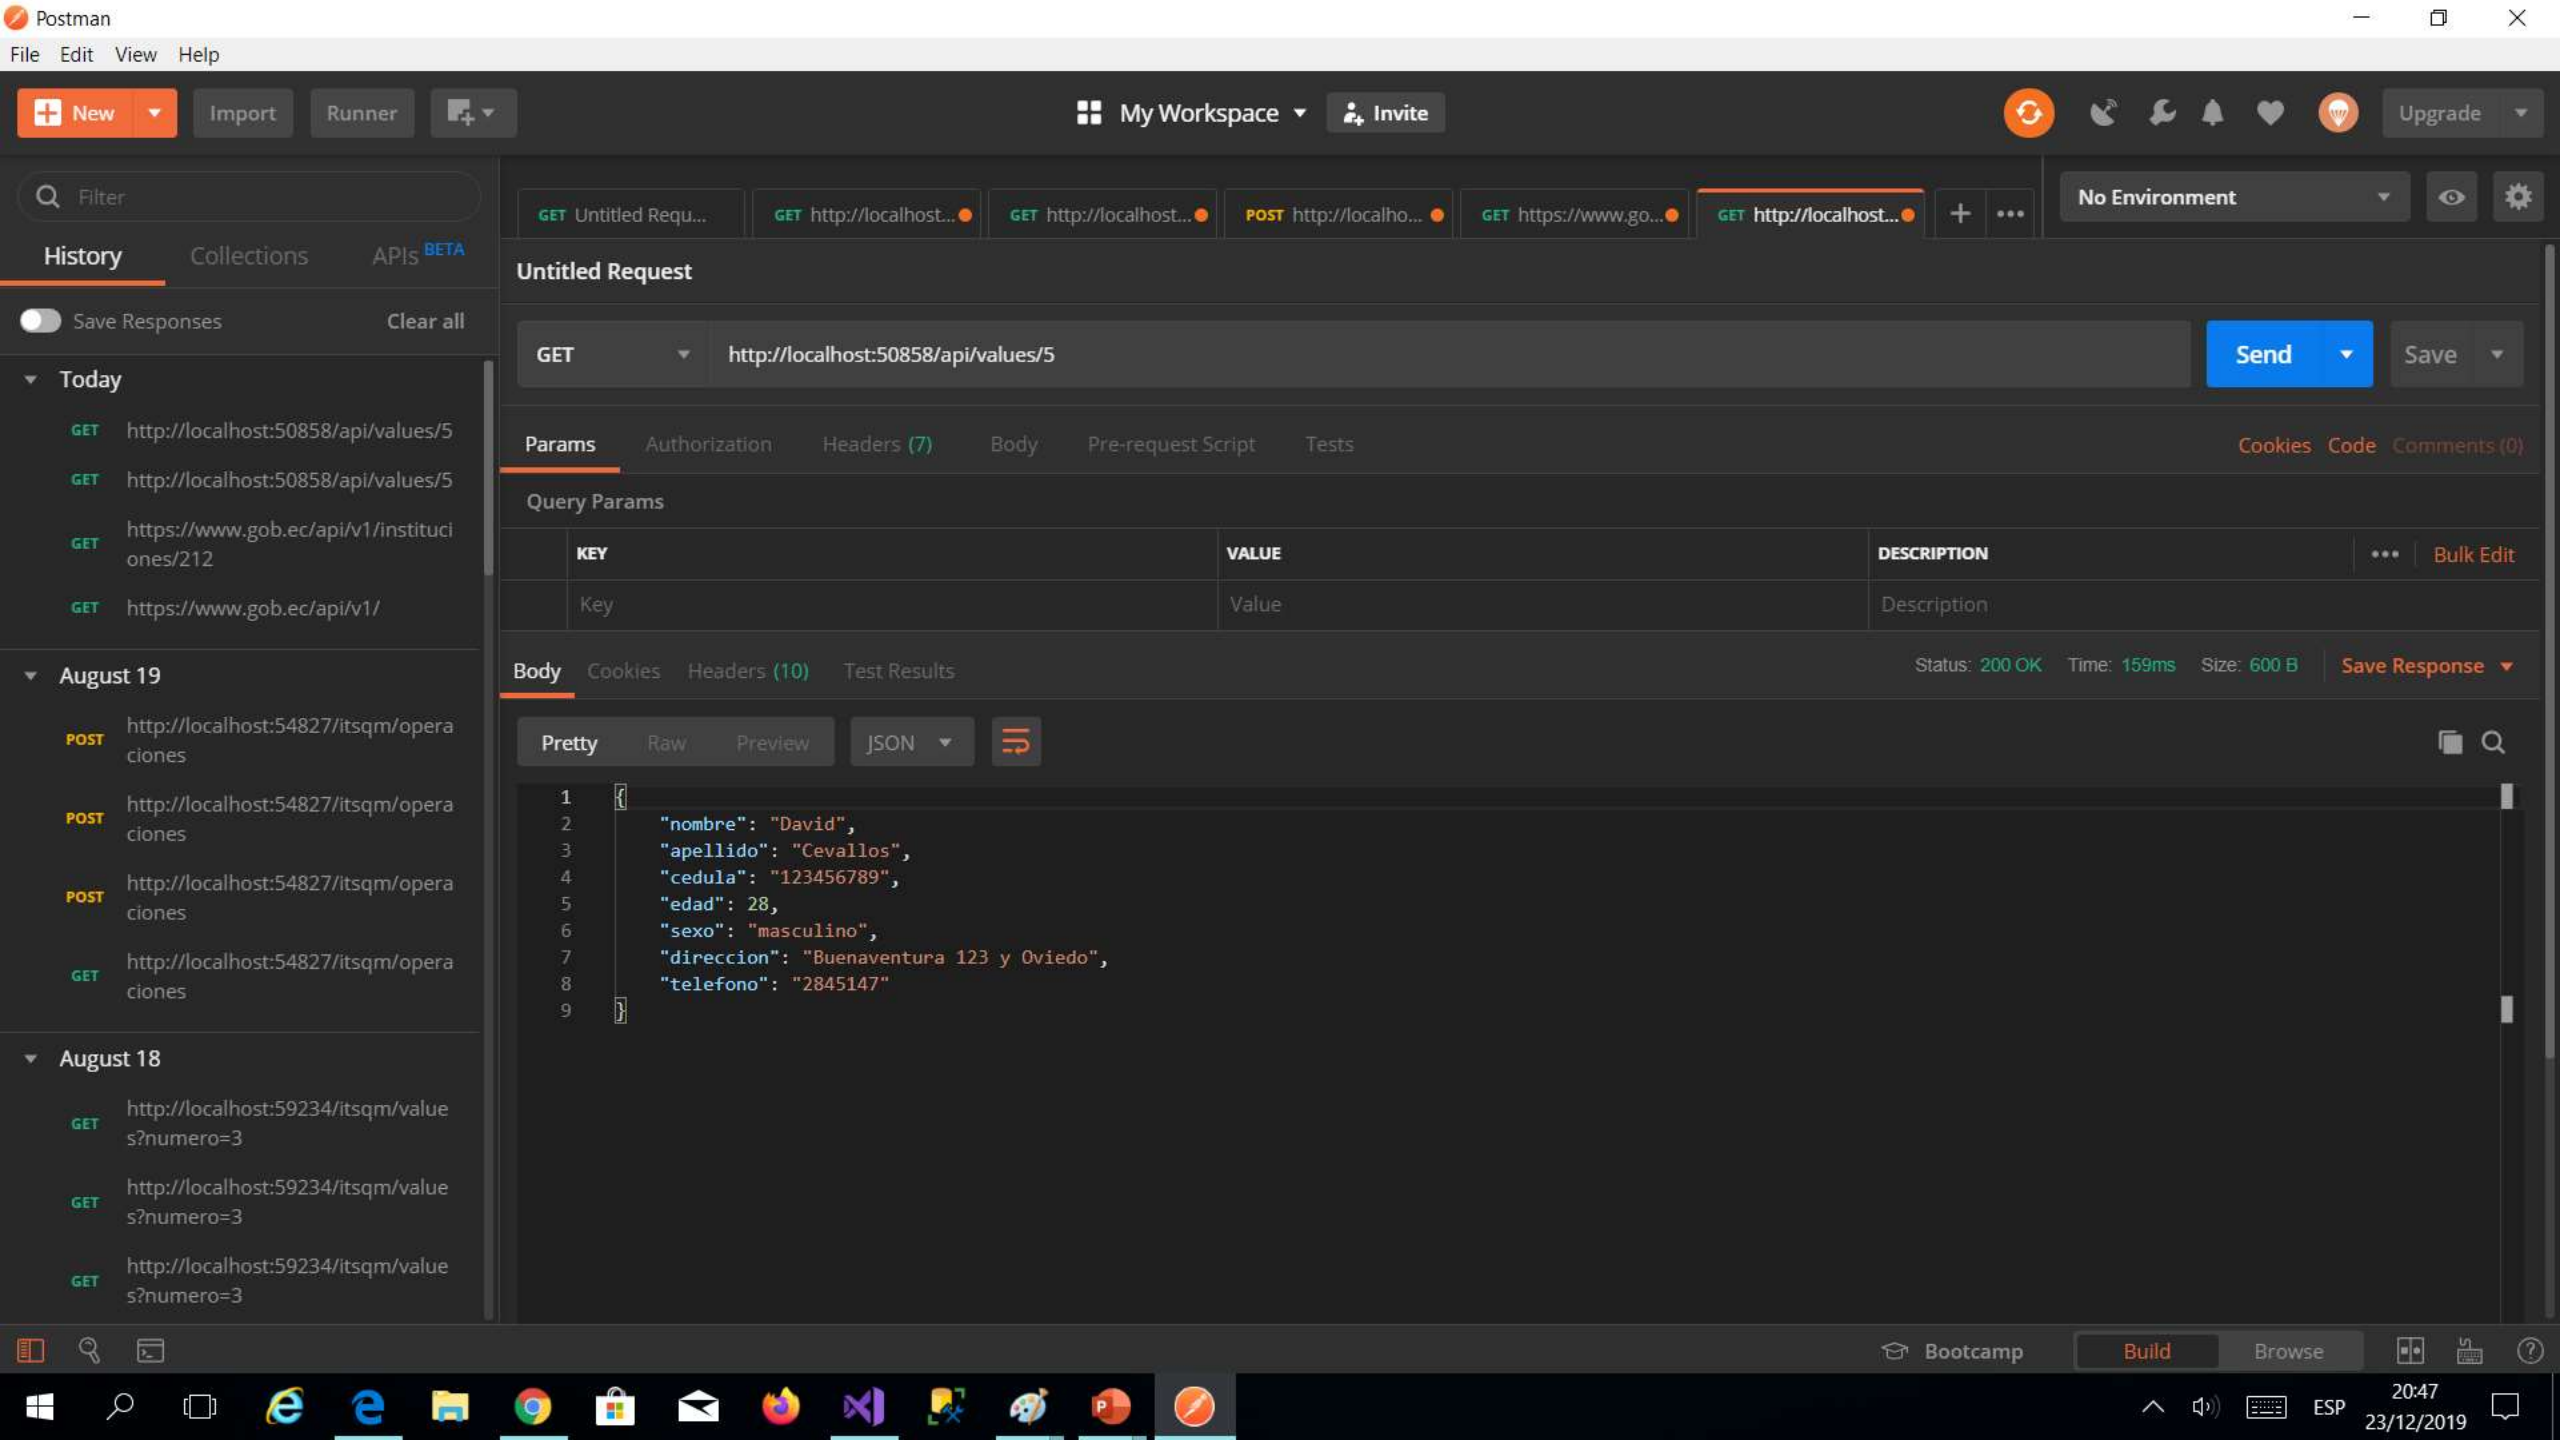 Postman
File Edit View Help
New Import Runner My Workspace Invite Upgrade
Filter
History Collections APIs BETA
Save Responses Clear all
Today
GET http://localhost:50858/api/values/5
GET http://localhost:50858/api/values/5
GET https://www.gob.ec/api/v1/instituci
ones/212
GET https://www.gob.ec/api/v1/
August 19
POST http://localhost:54827/itsqm/opera
ciones
POST http://localhost:54827/itsqm/opera
ciones
POST http://localhost:54827/itsqm/opera
ciones
GET http://localhost:54827/itsqm/opera
ciones
August 18
GET http://localhost:59234/itsqm/value
s?numero=3
GET http://localhost:59234/itsqm/value
s?numero=3
GET http://localhost:59234/itsqm/value
s?numero=3
GET Untitled Requ... GET http://localhost... GET http://localhost... POST http://localho... GET https://www.go... GET http://localhost... No Environment
Untitled Request
GET http://localhost:50858/api/values/5 Send Save
Params Authorization Headers (7) Body Pre-request Script Tests Cookies Code Comments (0)
Query Params
KEY VALUE DESCRIPTION Bulk Edit
Key Value Description
Body Cookies Headers (10) Test Results Status: 200 OK Time: 159ms Size: 600 B Save Response
Pretty Raw Preview JSON
1 {
2 "nombre": "David",
3 "apellido": "Cevallos",
4 "cedula": "123456789",
5 "edad": 28,
6 "sexo": "masculino",
7 "direccion": "Buenaventura 123 y Oviedo",
8 "telefono": "2845147"
9 }
Bootcamp Build Browse
ESP 20:47
23/12/2019